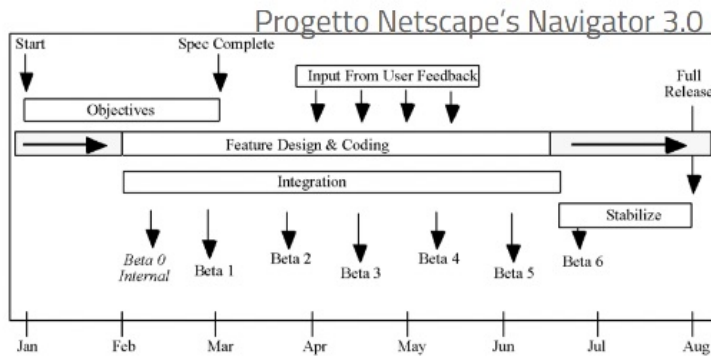 Progetto Netscape's Navigator 3.0
Start
Spec Complete
Input From User Feedback
Full
Release
Objectives
Feature Design & Coding
Integration
Stabilize
Beta 0
Internal
Beta 1
Beta 2
Beta 3
Beta 4
Beta 5
Beta 6
Jan
Feb
Mar
Apr
May
Jun
Jul
Aug